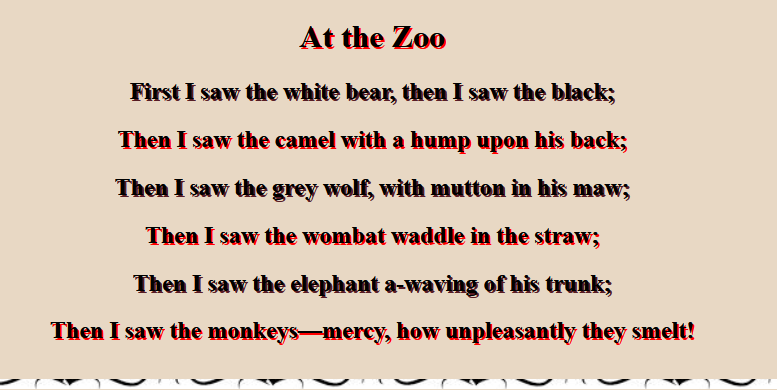 At the Zoo
First I saw the white bear, then I saw the black;
Then I saw the camel with a hump upon his back;
Then I saw the grey wolf, with mutton in his maw;
Then I saw the wombat waddle in the straw;
Then I saw the elephant a-waving of his trunk;
Then I saw the monkeys—mercy, how unpleasantly they smelt!